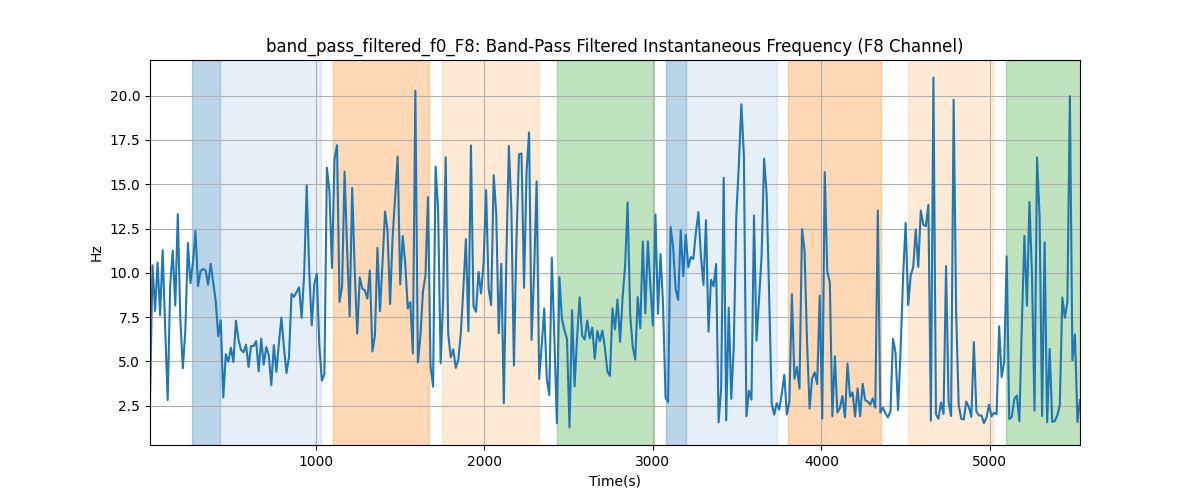 band_pass_filtered_f0_F8: Band-Pass Filtered Instantaneous Frequency (F8 Channel)
20.0
17.5
15.0
12.5
10.0
7.5
5.0
2.5
Hz
1000 2000 3000 4000 5000
Time(s)